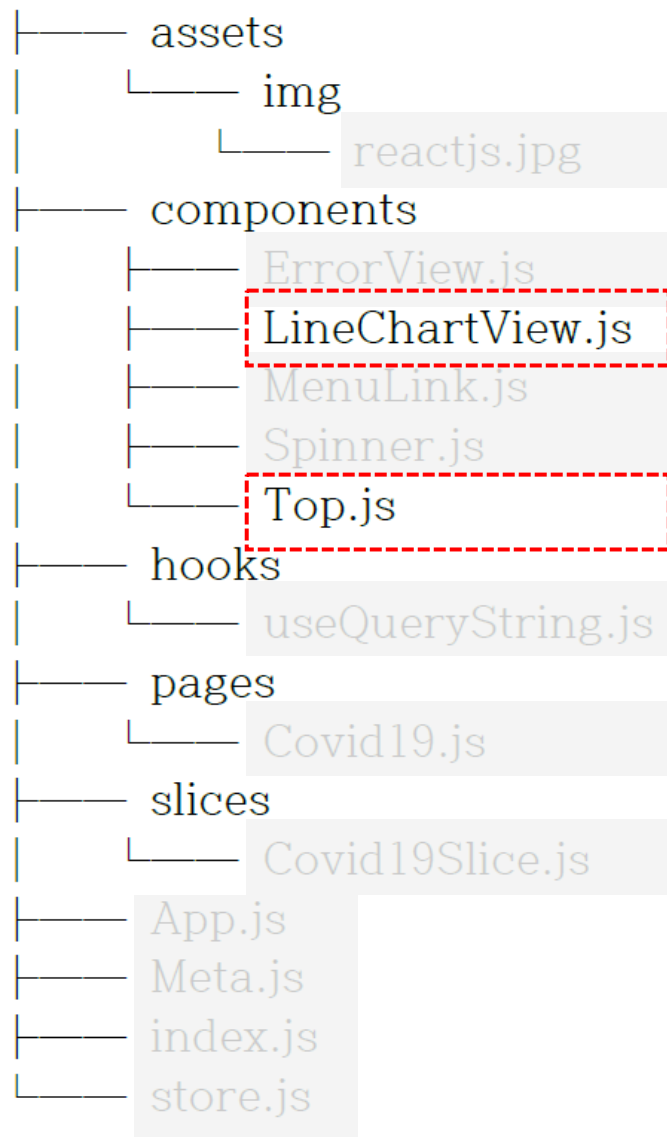 ├── assets
│ └── img
│ └── reactjs.jpg
├── components
│ ├── ErrorView.js
│ ├── LineChartView.js
│ ├── MenuLink.js
│ ├── Spinner.js
│ └── Top.js
├── hooks
│ └── useQueryString.js
├── pages
│ └── Covid19.js
├── slices
│ └── Covid19Slice.js
├── App.js
├── Meta.js
├── index.js
└── store.js